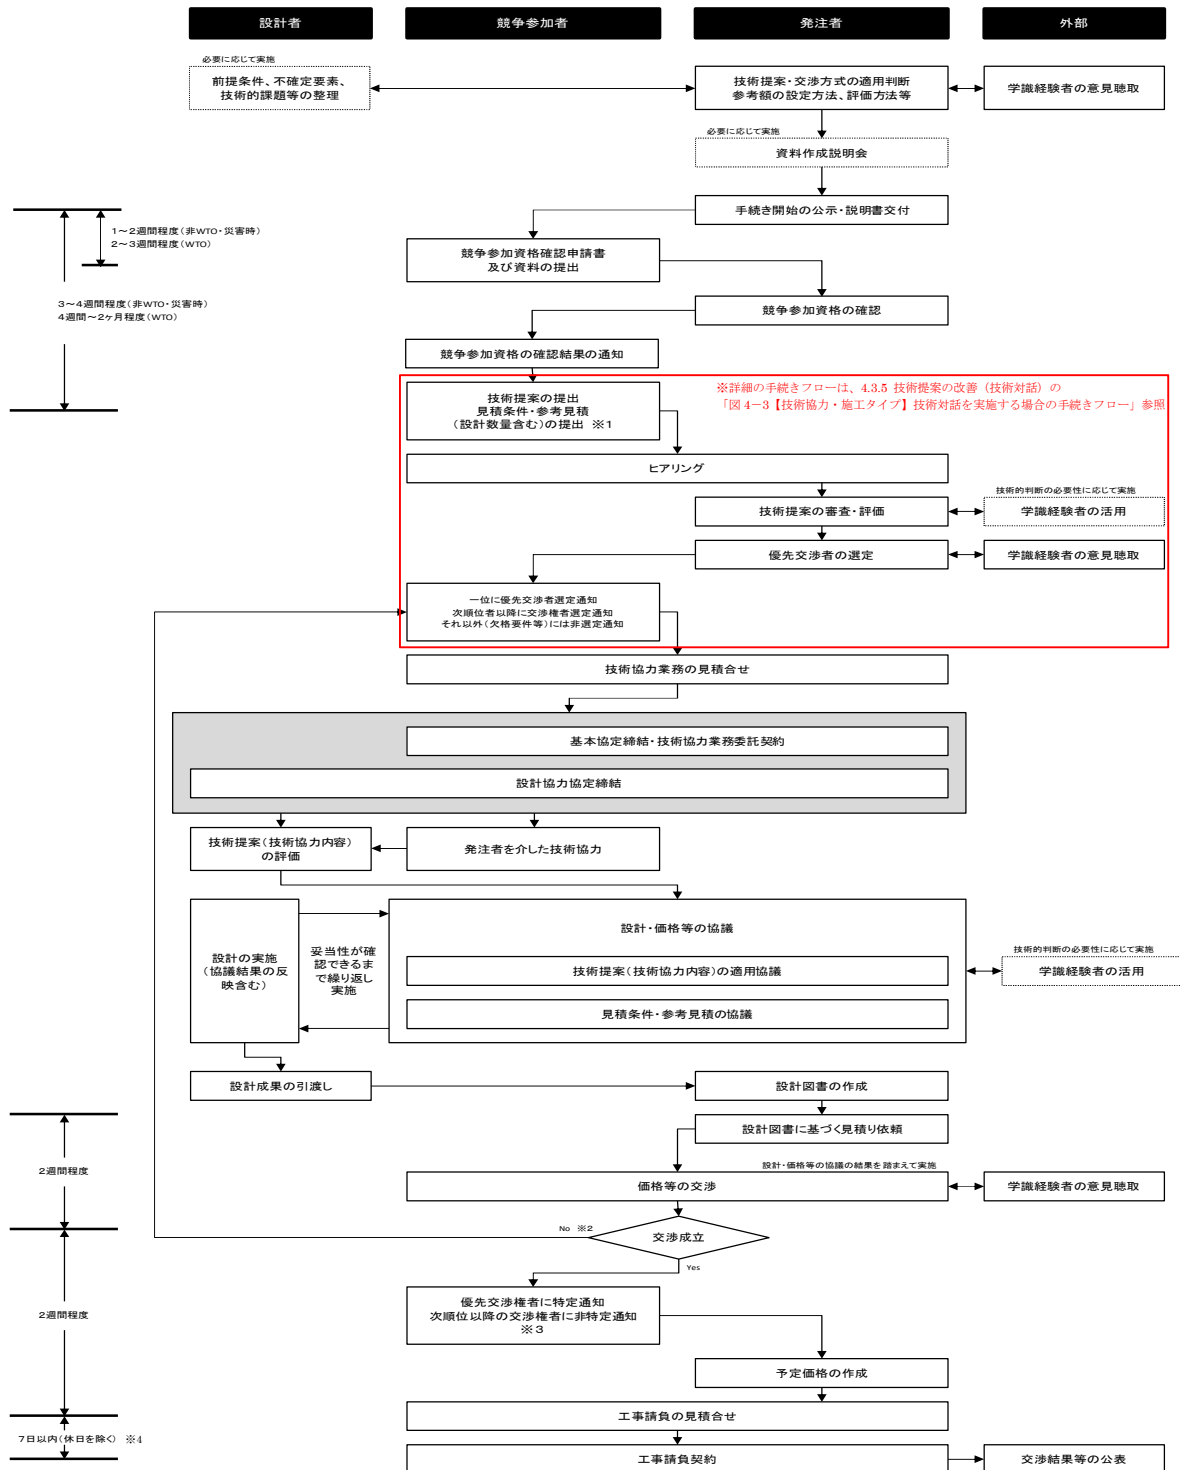 設計者
競争参加者
発注者
外部
必要に応じて実施
前提条件、不確定要素、
技術的課題等の整理
技術提案・交渉方式の適用判断
参考額の設定方法、評価方法等
学識経験者の意見聴取
必要に応じて実施
資料作成説明会
手続き開始の公示・説明書交付
1～2週間程度(非WTO・災害時)
2～3週間程度(WTO)
競争参加資格確認申請書
及び資料の提出
3～4週間程度(非WTO・災害時)
4週間～2ヶ月程度(WTO)
競争参加資格の確認
競争参加資格の確認結果の通知
※詳細の手続きフローは、4.3.5 技術提案の改善（技術対話）の
「図 4－3【技術協力・施工タイプ】技術対話を実施する場合の手続きフロー」参照
技術提案の提出
見積条件・参考見積
(設計数量含む)の提出 ※1
ヒアリング
技術的判断の必要性に応じて実施
技術提案の審査・評価
学識経験者の活用
優先交渉者の選定
学識経験者の意見聴取
一位に優先交渉者選定通知
次順位者以降に交渉権者選定通知
それ以外(欠格要件等)には非選定通知
技術協力業務の見積合せ
基本協定締結・技術協力業務委託契約
設計協力協定締結
技術提案(技術協力内容)
の評価
発注者を介した技術協力
設計の実施
(協議結果の反
映含む)
妥当性が確
認できるま
で繰り返し
実施
設計・価格等の協議
技術提案(技術協力内容)の適用協議
見積条件・参考見積の協議
技術的判断の必要性に応じて実施
学識経験者の活用
設計成果の引渡し
設計図書の作成
設計図書に基づく見積り依頼
2週間程度
設計・価格等の協議の結果を踏まえて実施
価格等の交渉
学識経験者の意見聴取
No ※2
交渉成立
Yes
2週間程度
優先交渉権者に特定通知
次順位以降の交渉権者に非特定通知
※3
予定価格の作成
工事請負の見積合せ
7日以内(休日を除く) ※4
工事請負契約
交渉結果等の公表